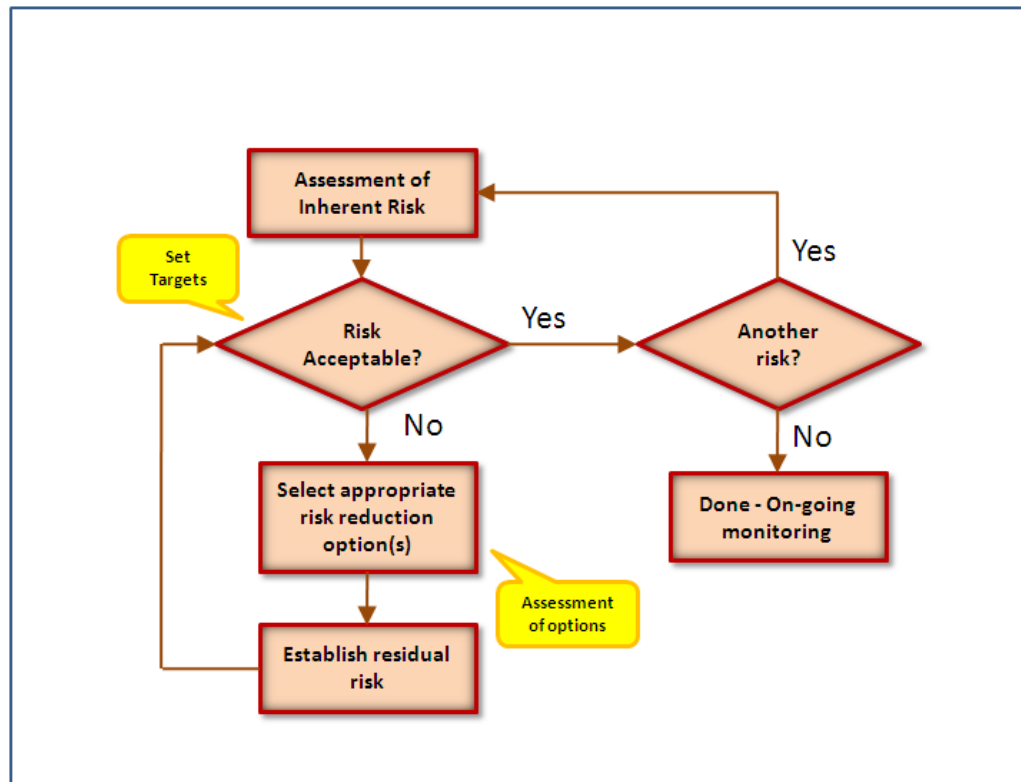 Assessment of
Inherent Risk
Set
Targets
Yes
Risk
Acceptable?
Yes
Another
risk?
No
No
Select appropriate
risk reduction
option(s)
Done - On-going
monitoring
Assessment
of options
Establish residual
risk